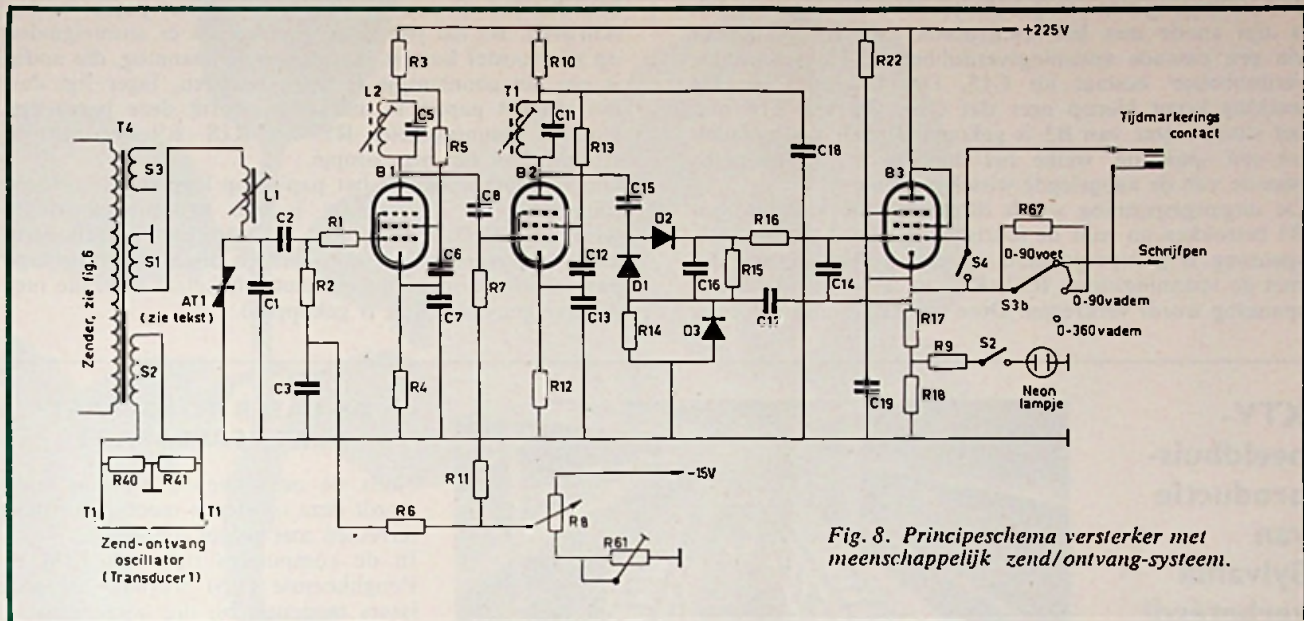 +225V
R3
R10
R22
L2
C5
T1
C11
R5
R13
C18
Tijdmarkerings
contact
T4
S3
L1
B1
B2
B3
C8
C15
D2
R16
R67
S4
0-90voet
Schrijfpen
S3b
0-90vadem
0-360vadem
Zender, zie fig.6
S1
C2
R1
AT1
(zie tekst)
C1
R2
C6
C7
R7
C12
C13
D1
C16
R15
C14
C17
R14
D3
R17
R9
S2
Neon
lampje
S2
C3
R4
R12
C19
R18
R40
R41
T1
T1
Zend-ontvang
oscillator
(Transducer 1)
R11
R6
-15V
R8
R61
Fig. 8. Principeschema versterker met
meenschappelijk zend/ontvang-systeem.